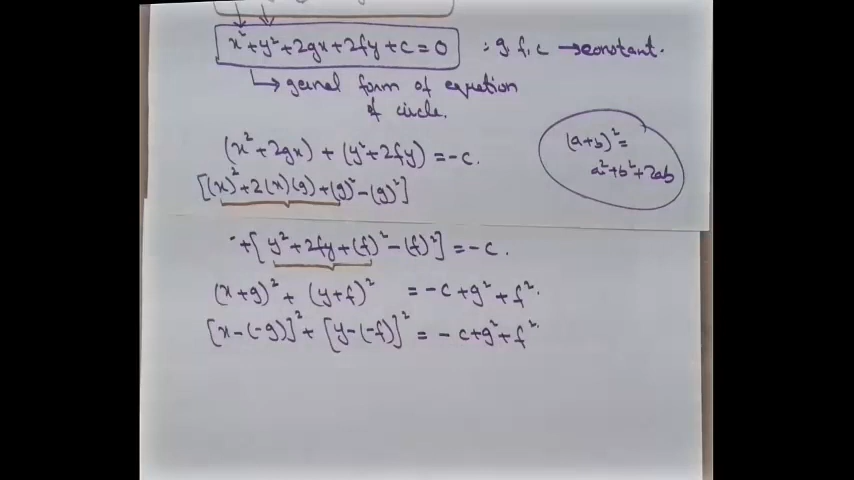 x² + y² + 2gx + 2fy + c = 0 ∴ g, f, c → constant.
↳ genral form of equation
of circle.
(x² + 2gx) + (y² + 2fy) = -c.
(a+b)² =
a² + b² + 2ab
[(x)² + 2(x)(g) + (g)² - (g)²]
+[y² + 2fy + (f)² - (f)²] = -c.
(x+g)² + (y+f)² = -c + g² + f².
[x-(-g)]² + [y-(-f)]² = -c + g² + f².